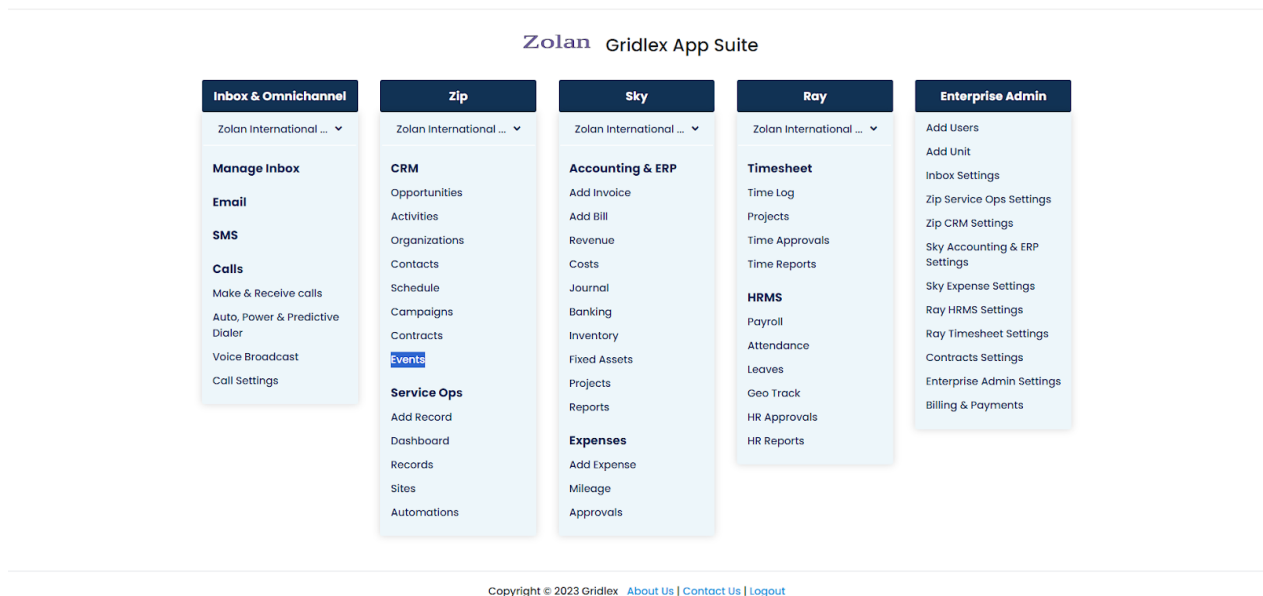 Zolan Gridlex App Suite
Inbox & Omnichannel
Zolan International ...
Manage Inbox
Email
SMS
Calls
Make & Receive calls
Auto, Power & Predictive
Dialer
Voice Broadcast
Call Settings
Zip
Zolan International ...
CRM
Opportunities
Activities
Organizations
Contacts
Schedule
Campaigns
Contracts
Events
Service Ops
Add Record
Dashboard
Records
Sites
Automations
Sky
Zolan International ...
Accounting & ERP
Add Invoice
Add Bill
Revenue
Costs
Journal
Banking
Inventory
Fixed Assets
Projects
Reports
Expenses
Add Expense
Mileage
Approvals
Ray
Zolan International ...
Timesheet
Time Log
Projects
Time Approvals
Time Reports
HRMS
Payroll
Attendance
Leaves
Geo Track
HR Approvals
HR Reports
Enterprise Admin
Add Users
Add Unit
Inbox Settings
Zip Service Ops Settings
Zip CRM Settings
Sky Accounting & ERP
Settings
Sky Expense Settings
Ray HRMS Settings
Ray Timesheet Settings
Contracts Settings
Enterprise Admin Settings
Billing & Payments
Copyright © 2023 Gridlex About Us | Contact Us | Logout